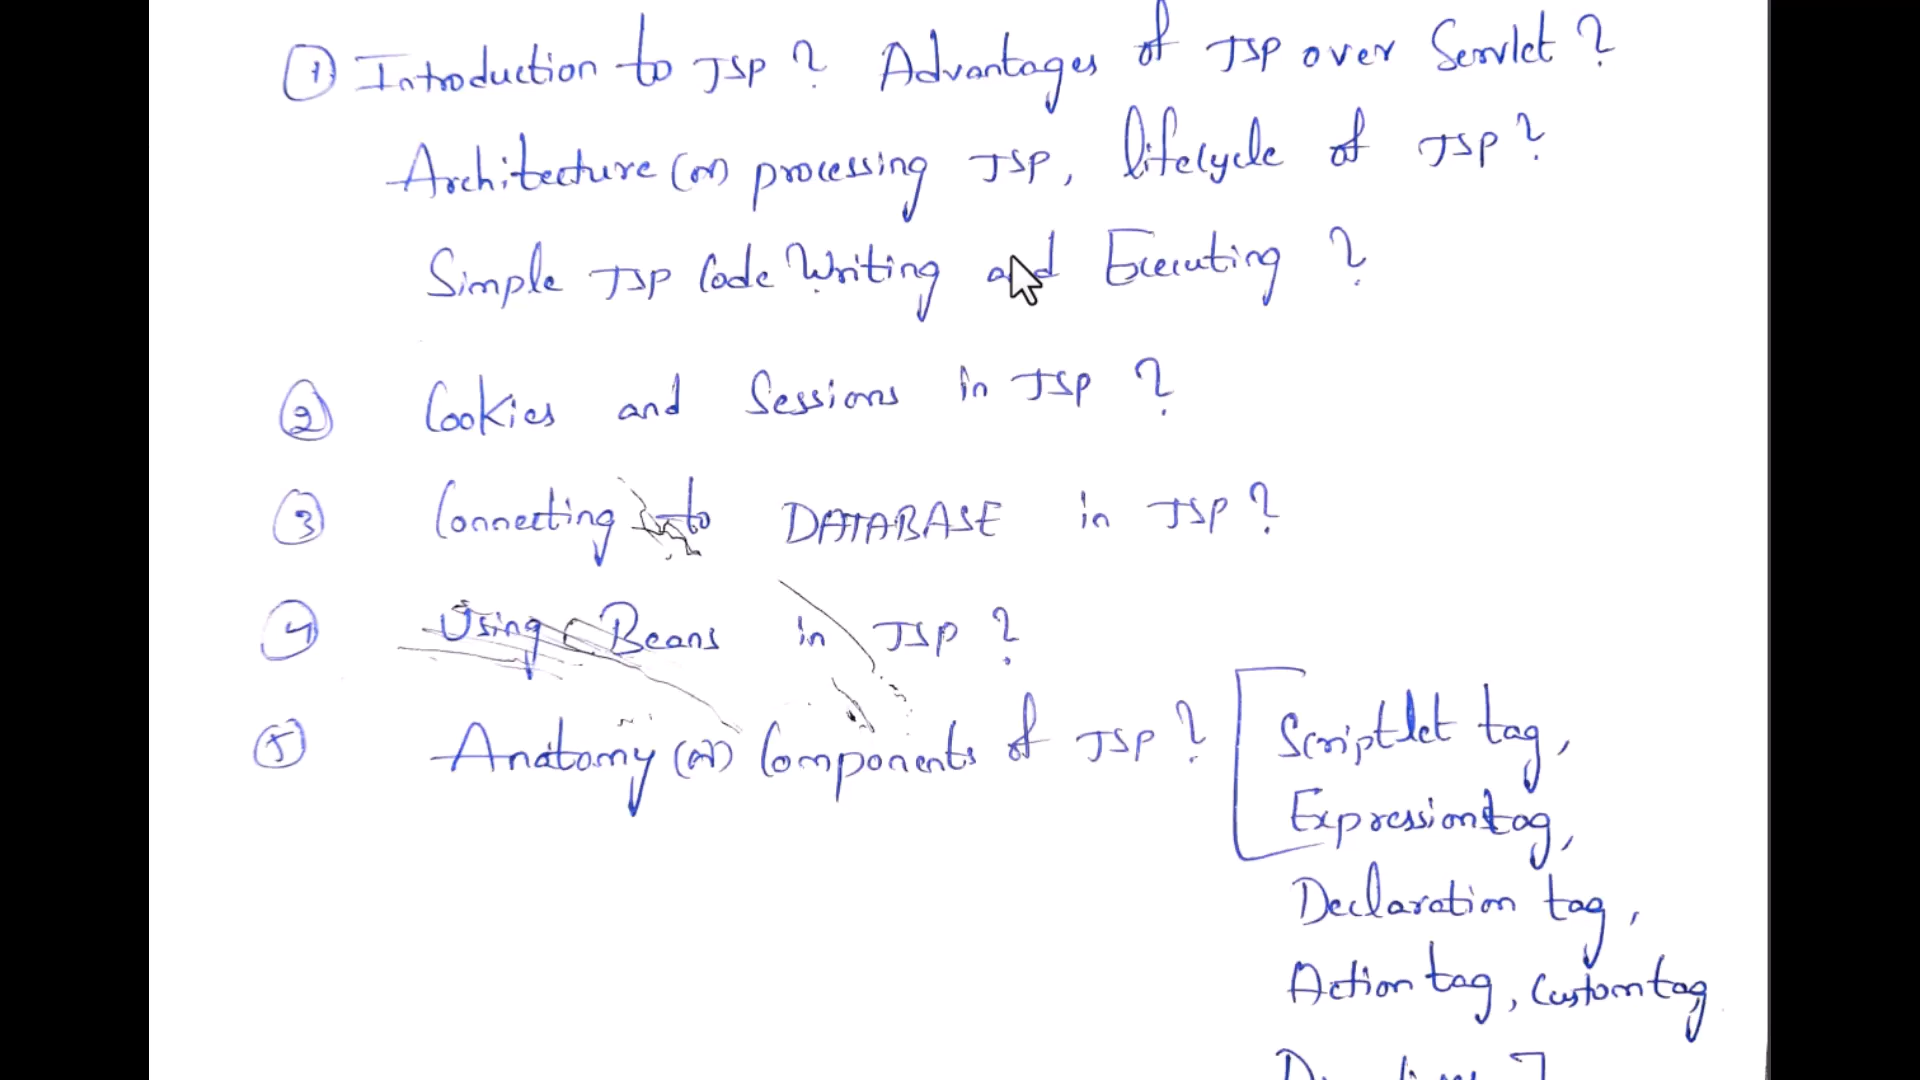 ① Introduction to JSP ? Advantages of JSP over Servlet ?
Architecture (or) processing JSP, lifecycle of JSP ?
Simple JSP Code Writing and Executing ?
② Cookies and Sessions in JSP ?
③ Connecting to DATABASE in JSP ?
④ Using Beans in JSP ?
⑤ Anatomy (or) Components of JSP ? [Scriptlet tag,
Expression tag,
Declaration tag,
Action tag, Custom tag